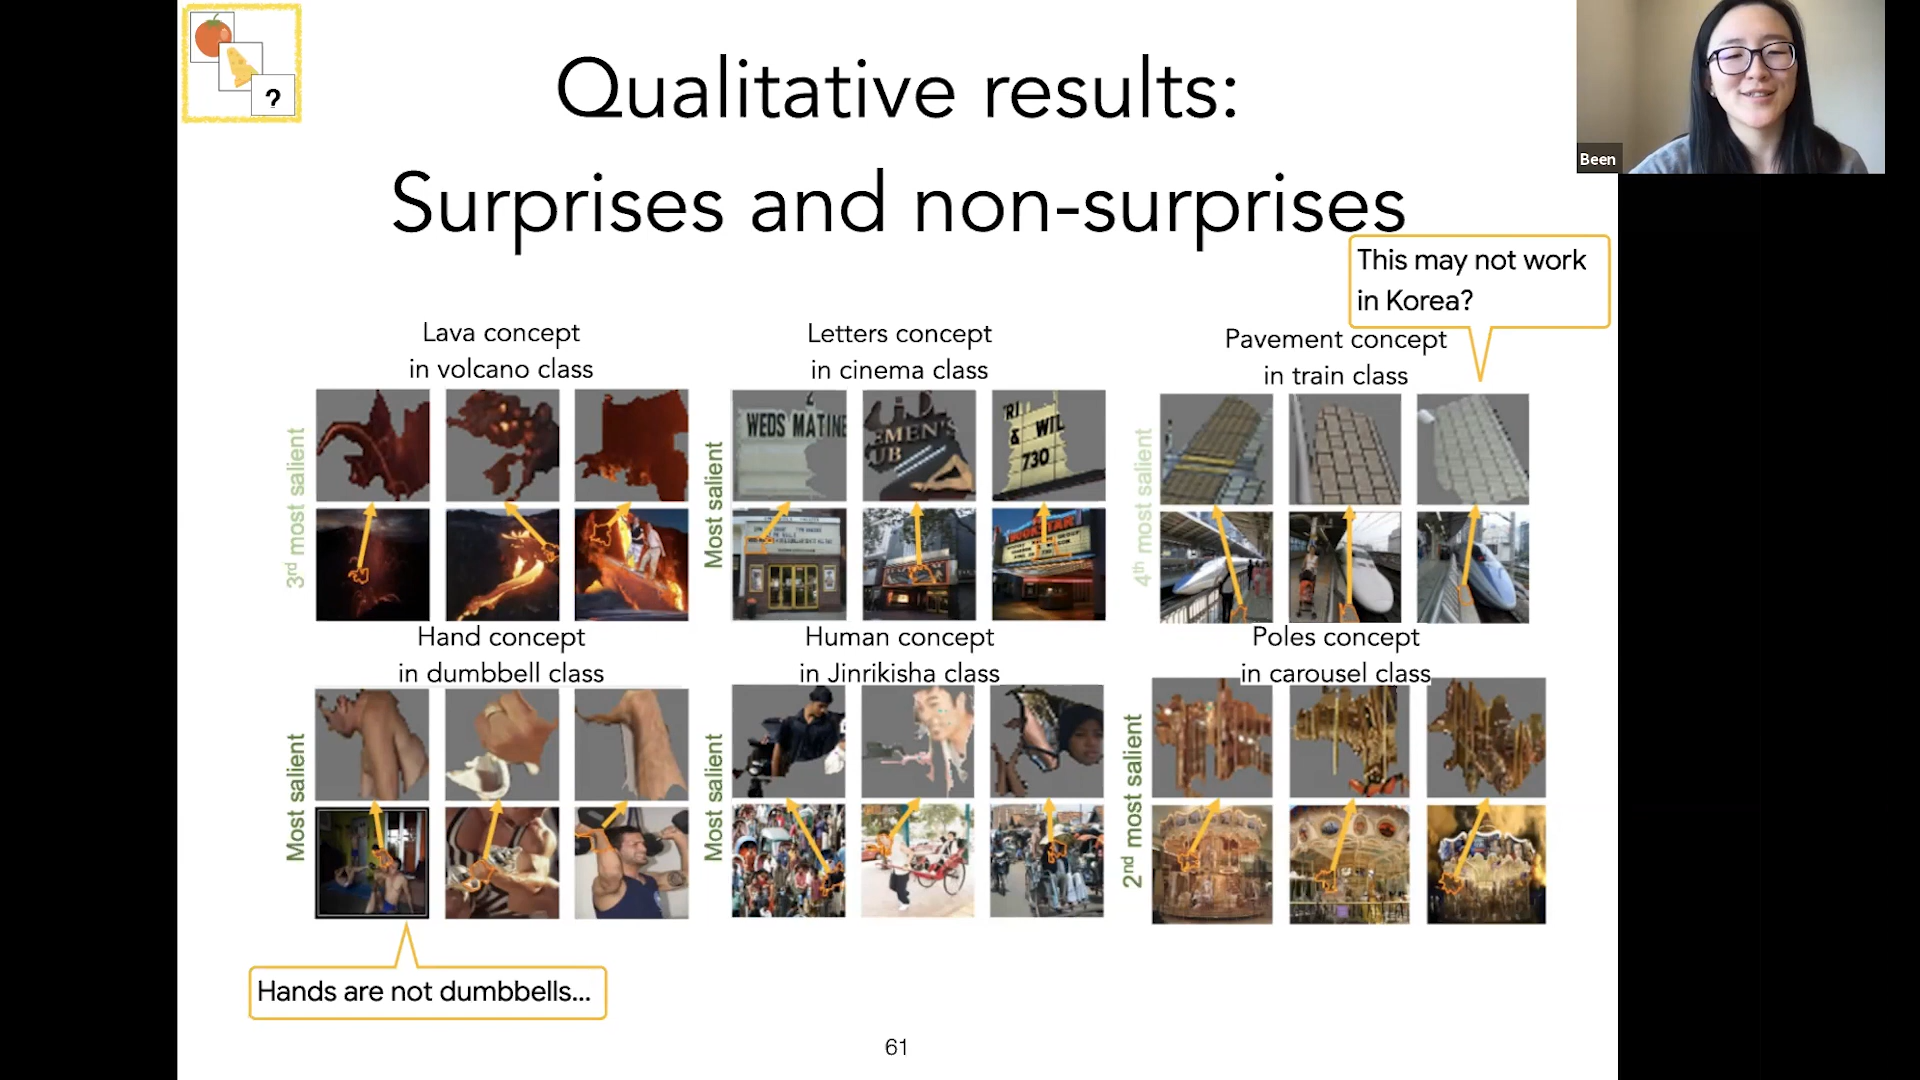 ?
Qualitative results:
Surprises and non-surprises
Been
This may not work
in Korea?
Lava concept
in volcano class
3rd most salient
Letters concept
in cinema class
Most salient
WEDS MATINE
EMEN'S
UB
RI
& WIL
730
Pavement concept
in train class
4th most salient
Hand concept
in dumbbell class
Most salient
Human concept
in Jinrikisha class
Most salient
Poles concept
in carousel class
2nd most salient
Hands are not dumbbells...
61